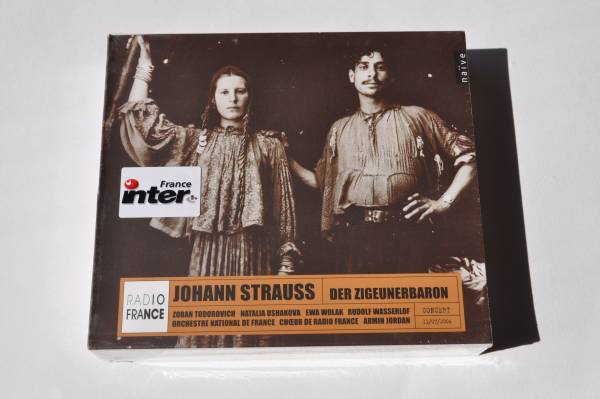 naïve
France
inter
RADIO
FRANCE
JOHANN STRAUSS DER ZIGEUNERBARON
ZORAN TODOROVICH NATALIA USHAKOVA EWA WOLAK RUDOLF WASSERLOF
ORCHESTRE NATIONAL DE FRANCE CHŒUR DE RADIO FRANCE ARMIN JORDAN
CONCERT